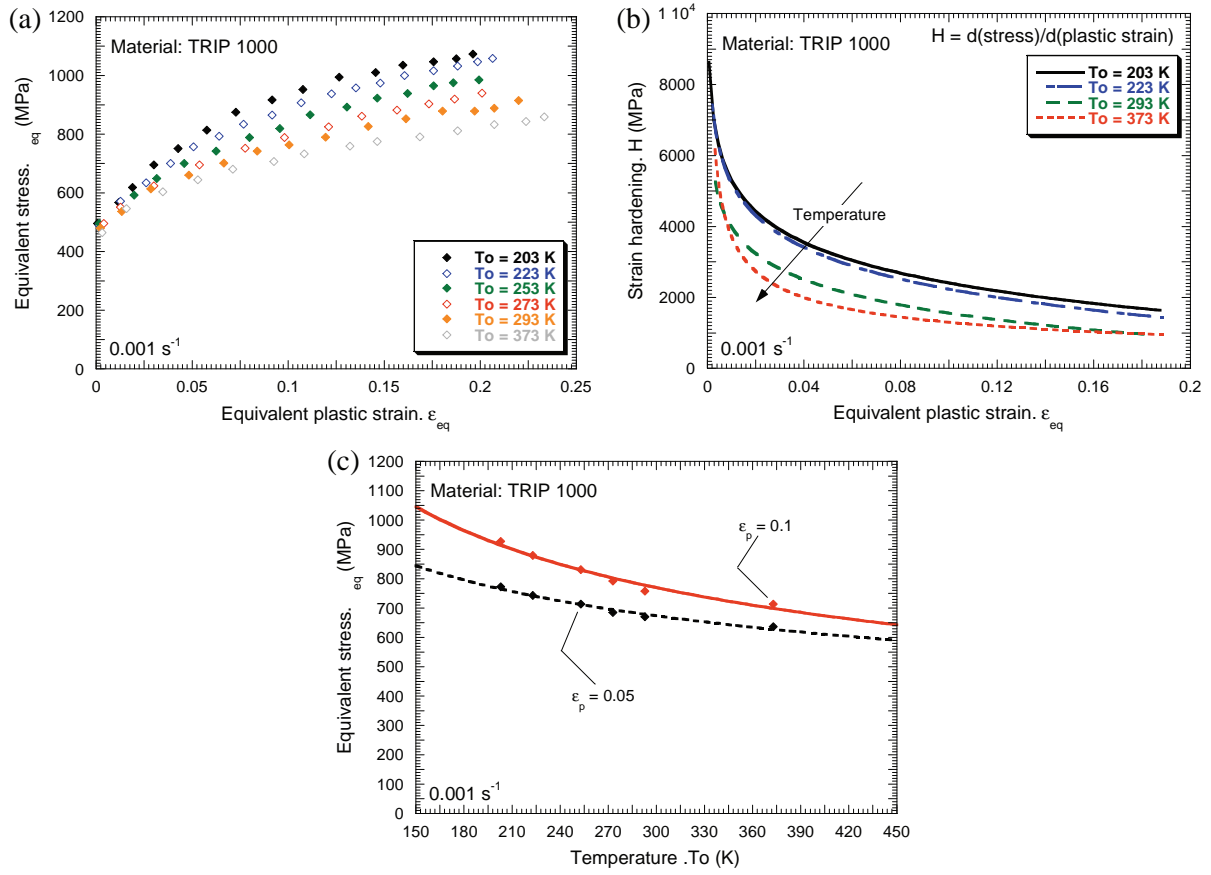 (a)
1200
1000
800
600
400
200
0
Equivalent stress. eq (MPa)
Material: TRIP 1000
To = 203 K
To = 223 K
To = 253 K
To = 273 K
To = 293 K
To = 373 K
0.001 s-1
0 0.05 0.1 0.15 0.2 0.25
Equivalent plastic strain. εeq
(b)
1 10^4
8000
6000
4000
2000
0
Strain hardening. H (MPa)
Material: TRIP 1000
H = d(stress)/d(plastic strain)
To = 203 K
To = 223 K
To = 293 K
To = 373 K
Temperature
0.001 s-1
0 0.04 0.08 0.12 0.16 0.2
Equivalent plastic strain. εeq
(c)
1200
1100
1000
900
800
700
600
500
400
300
200
100
0
Equivalent stress. eq (MPa)
Material: TRIP 1000
εp = 0.1
εp = 0.05
0.001 s-1
150 210 270 330 390 450
Temperature .To (K)